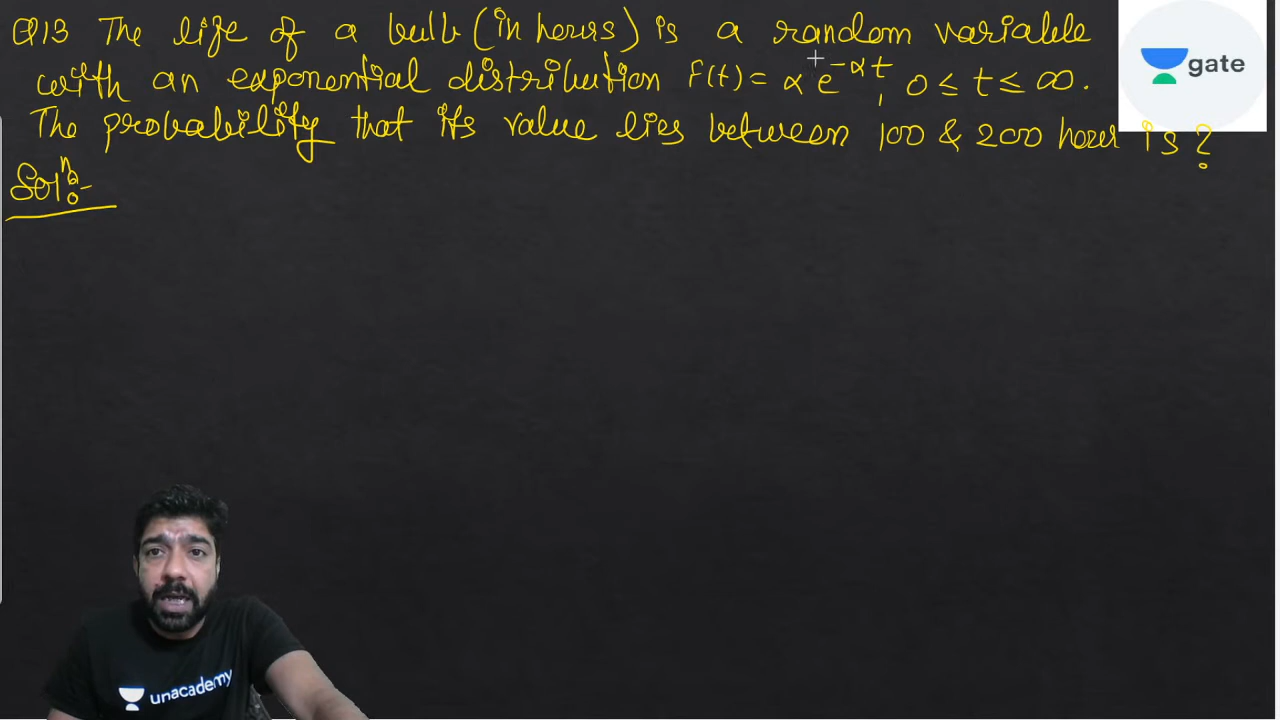 Q13 The life of a bulb (in hours) is a random variable
with an exponential distribution f(t) = α e^{-αt}, 0 ≤ t ≤ ∞.
The probability that its value lies between 100 & 200 hour is ?
Solⁿ:-
gate
unacademy